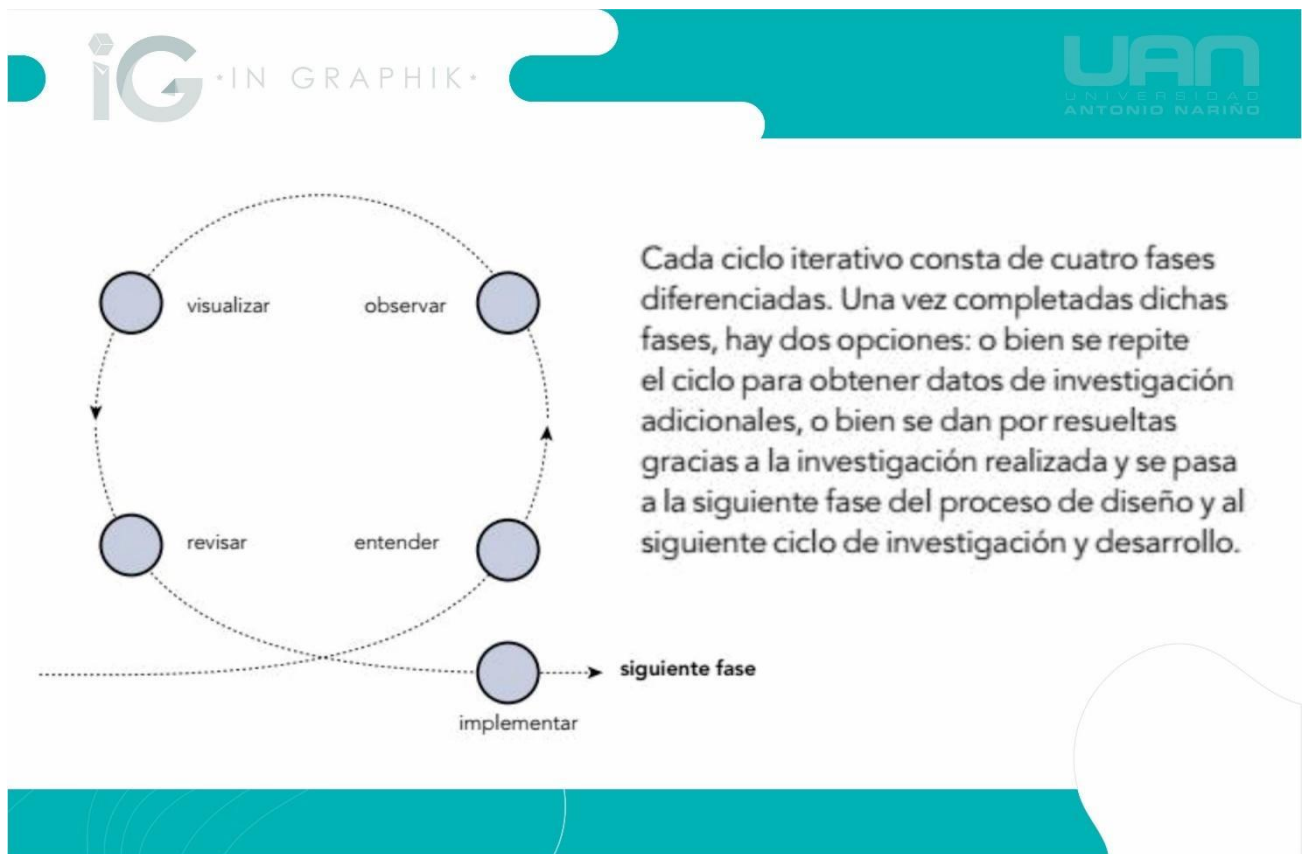 iG ·IN GRAPHIK·
UAN
UNIVERSIDAD
ANTONIO NARIÑO
visualizar
observar
revisar
entender
implementar
siguiente fase
Cada ciclo iterativo consta de cuatro fases
diferenciadas. Una vez completadas dichas
fases, hay dos opciones: o bien se repite
el ciclo para obtener datos de investigación
adicionales, o bien se dan por resueltas
gracias a la investigación realizada y se pasa
a la siguiente fase del proceso de diseño y al
siguiente ciclo de investigación y desarrollo.